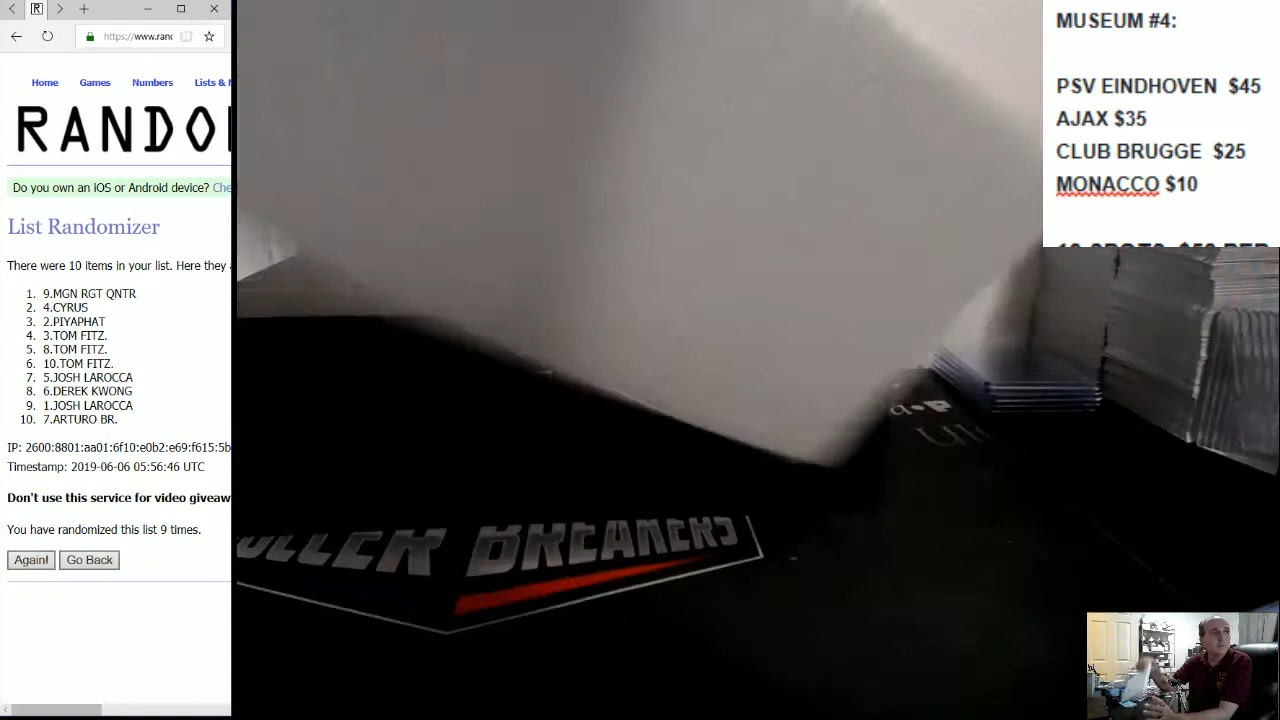 https://www.ranc
Home Games Numbers Lists &
RANDO
Do you own an iOS or Android device? Che
List Randomizer
There were 10 items in your list. Here they
1. 9.MGN RGT QNTR
2. 4.CYRUS
3. 2.PIYAPHAT
4. 3.TOM FITZ.
5. 8.TOM FITZ.
6. 10.TOM FITZ.
7. 5.JOSH LAROCCA
8. 6.DEREK KWONG
9. 1.JOSH LAROCCA
10. 7.ARTURO BR.
IP: 2600:8801:aa01:6f10:e0b2:e69:f615:5b
Timestamp: 2019-06-06 05:56:46 UTC
Don't use this service for video giveaw
You have randomized this list 9 times.
Again! Go Back
BREAKERS
MUSEUM #4:
PSV EINDHOVEN $45
AJAX $35
CLUB BRUGGE $25
MONACCO $10